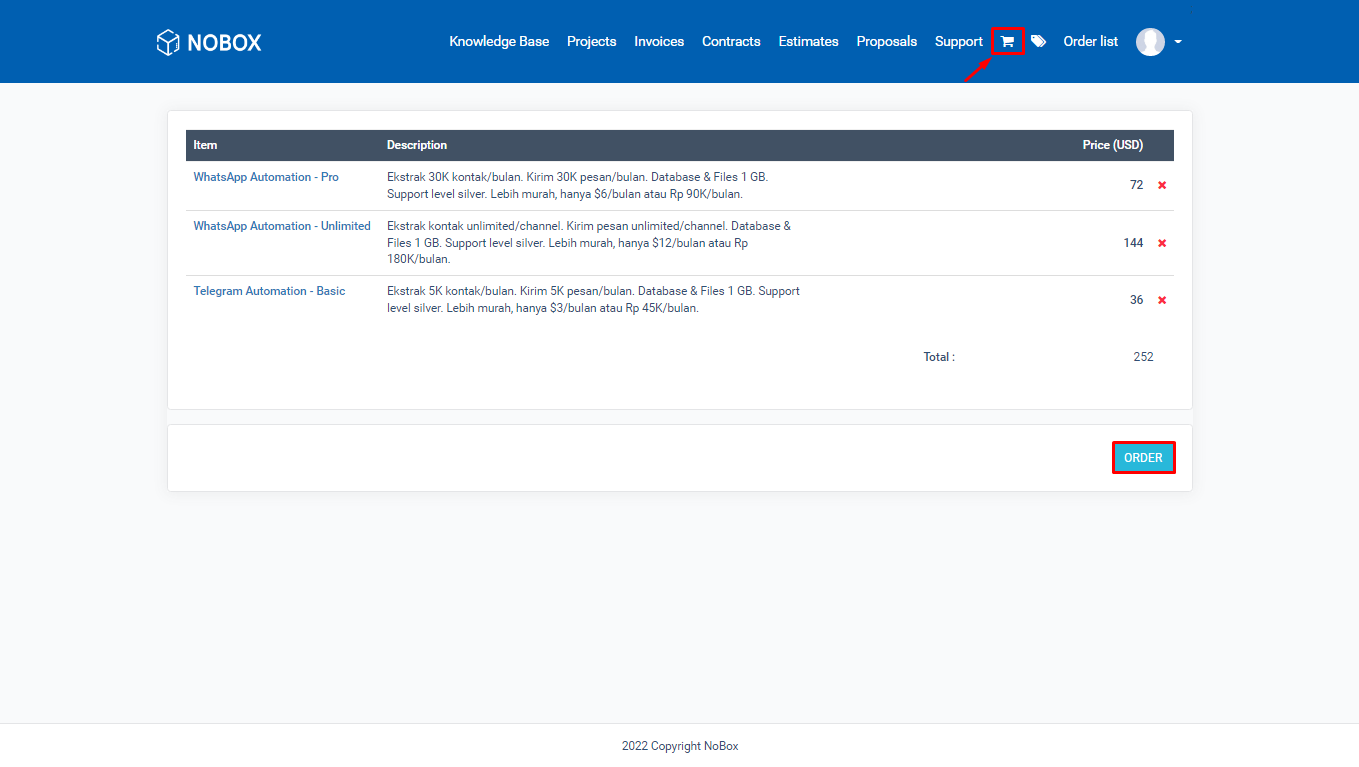 NOBOX
Knowledge Base Projects Invoices Contracts Estimates Proposals Support Order list
Item Description Price (USD)
WhatsApp Automation - Pro
Ekstrak 30K kontak/bulan. Kirim 30K pesan/bulan. Database & Files 1 GB.
Support level silver. Lebih murah, hanya $6/bulan atau Rp 90K/bulan.
72
WhatsApp Automation - Unlimited
Ekstrak kontak unlimited/channel. Kirim pesan unlimited/channel. Database &
Files 1 GB. Support level silver. Lebih murah, hanya $12/bulan atau Rp
180K/bulan.
144
Telegram Automation - Basic
Ekstrak 5K kontak/bulan. Kirim 5K pesan/bulan. Database & Files 1 GB. Support
level silver. Lebih murah, hanya $3/bulan atau Rp 45K/bulan.
36
Total : 252
ORDER
2022 Copyright NoBox